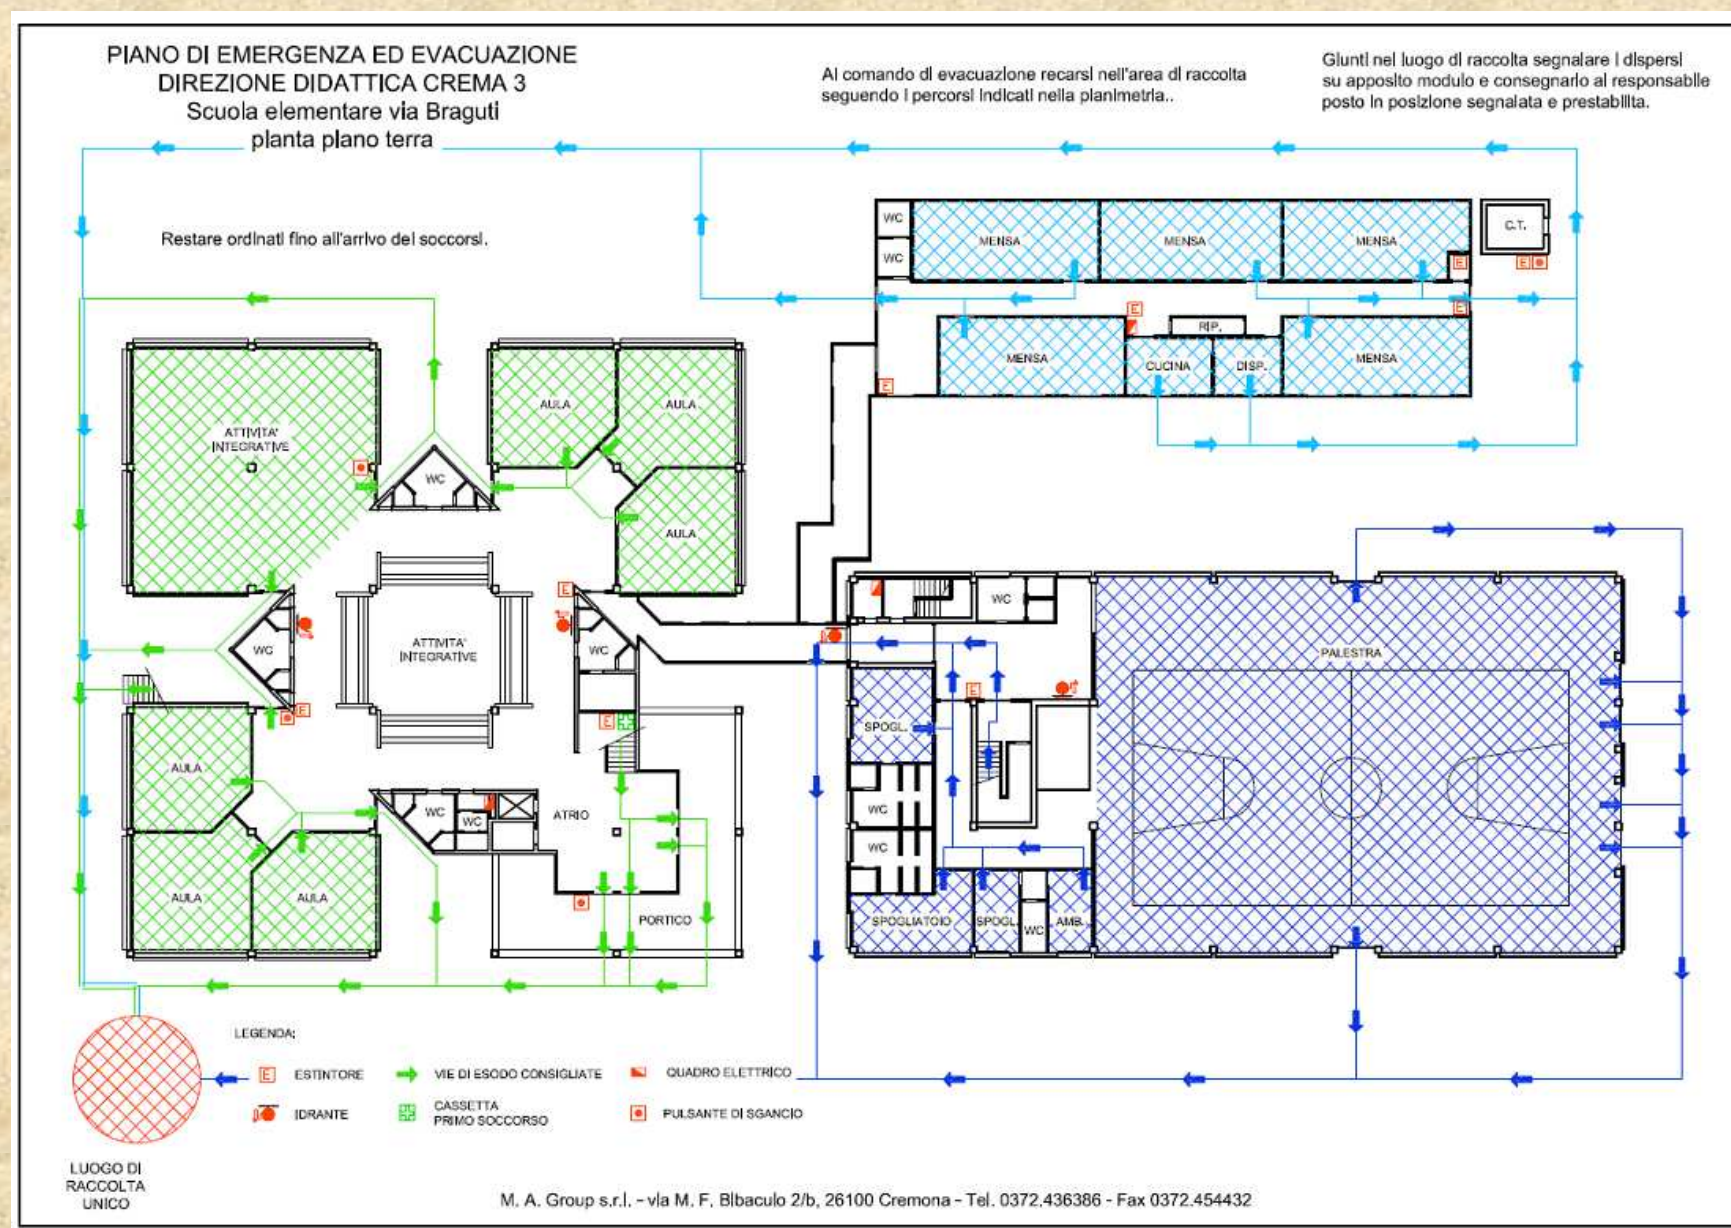 PIANO DI EMERGENZA ED EVACUAZIONE
DIREZIONE DIDATTICA CREMA 3
Scuola elementare via Braguti
pianta piano terra
Al comando di evacuazione recarsi nell'area di raccolta
seguendo i percorsi indicati nella planimetria..
Giunti nel luogo di raccolta segnalare i dispersi
su apposito modulo e consegnarlo al responsabile
posto in posizione segnalata e prestabilita.
Restare ordinati fino all'arrivo dei soccorsi.
WC
MENSA
MENSA
MENSA
C.T.
WC
E
E
E
E
RIP.
MENSA
CUCINA
DISP.
MENSA
E
AULA
AULA
ATTIVITA'
INTEGRATIVE
WC
AULA
E
WC
ATTIVITA'
INTEGRATIVE
WC
WC
PALESTRA
E
E
E
SPOGL.
AULA
WC
WC
ATRIO
WC
WC
AULA
AULA
PORTICO
SPOGLIATOIO
SPOGL.
WC
AMB.
LEGENDA:
E
ESTINTORE
VIE DI ESODO CONSIGLIATE
QUADRO ELETTRICO
IDRANTE
CASSETTA
PRIMO SOCCORSO
PULSANTE DI SGANCIO
LUOGO DI
RACCOLTA
UNICO
M. A. Group s.r.l. - via M. F. Bibaculo 2/b, 26100 Cremona - Tel. 0372.436386 - Fax 0372.454432